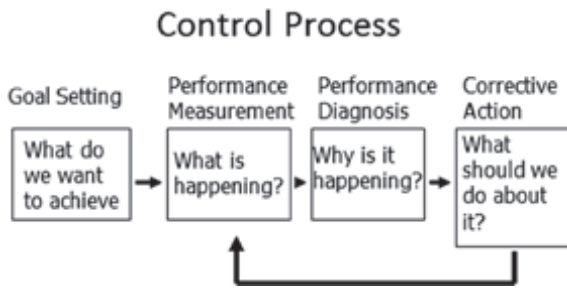 Control Process
Goal Setting
What do
we want
to achieve
Performance
Measurement
What is
happening?
Performance
Diagnosis
Why is it
happening?
Corrective
Action
What
should we
do about
it?